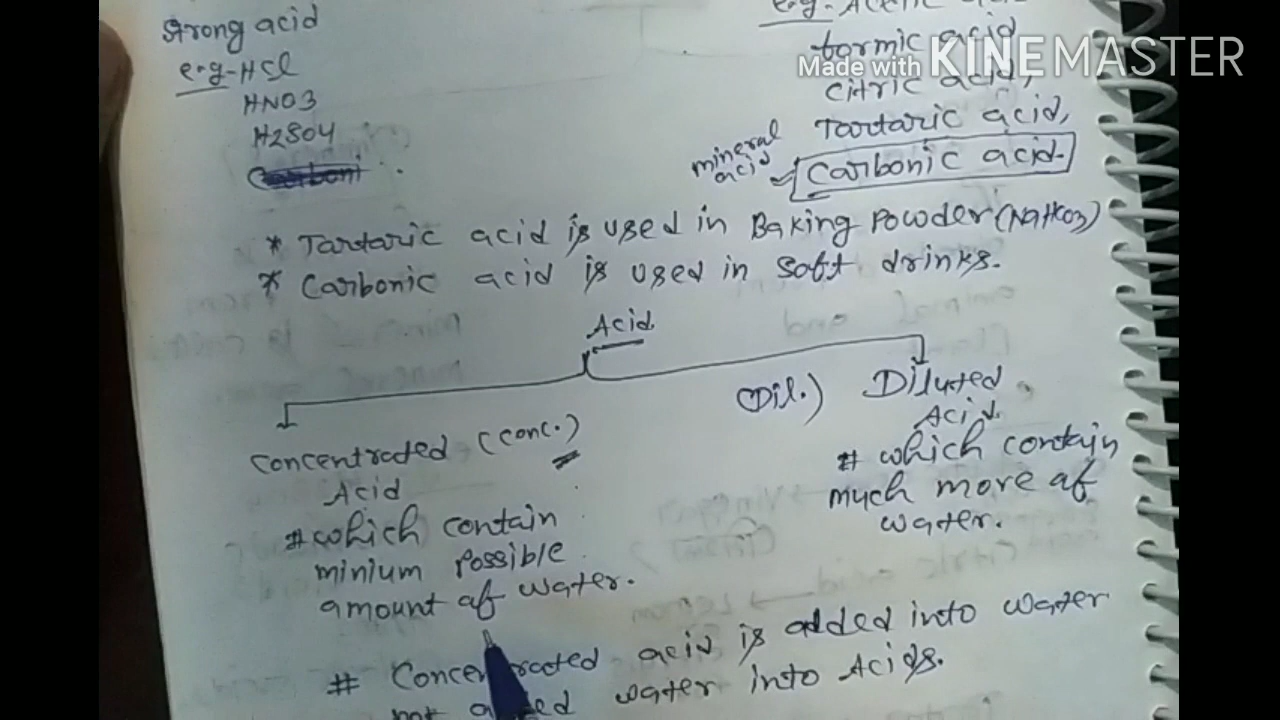 Strong acid
e.g-HCl
HNO3
H2SO4
e.g- Acetic acid
formic acid
Made with KINEMASTER
citric acid,
Tartaric acid,
mineral acid
Carbonic acid.
* Tartaric acid is used in Baking Powder (NaHCO3)
* Carbonic acid is used in soft drinks.
Acid
Concentrated (Conc.)
Acid
# which contain
minium possible
amount of water.
(Dil.) Diluted
Acid.
# which contain
much more of
water.
# Concentrated acid is added into water
not added water into Acids.